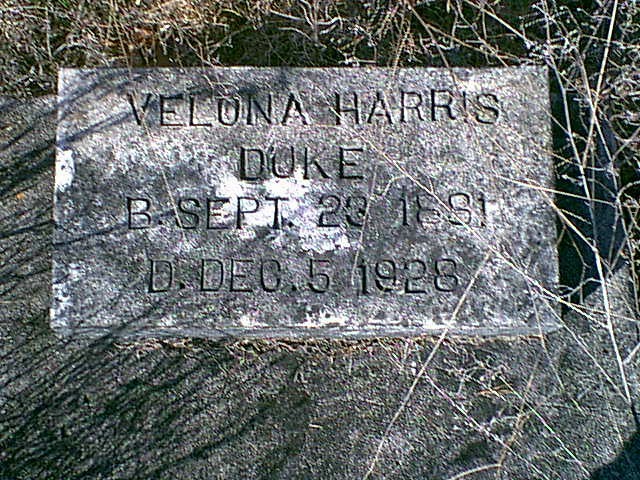 VELONA HARRIS
DUKE
B. SEPT. 23 1881
D. DEC. 5 1928